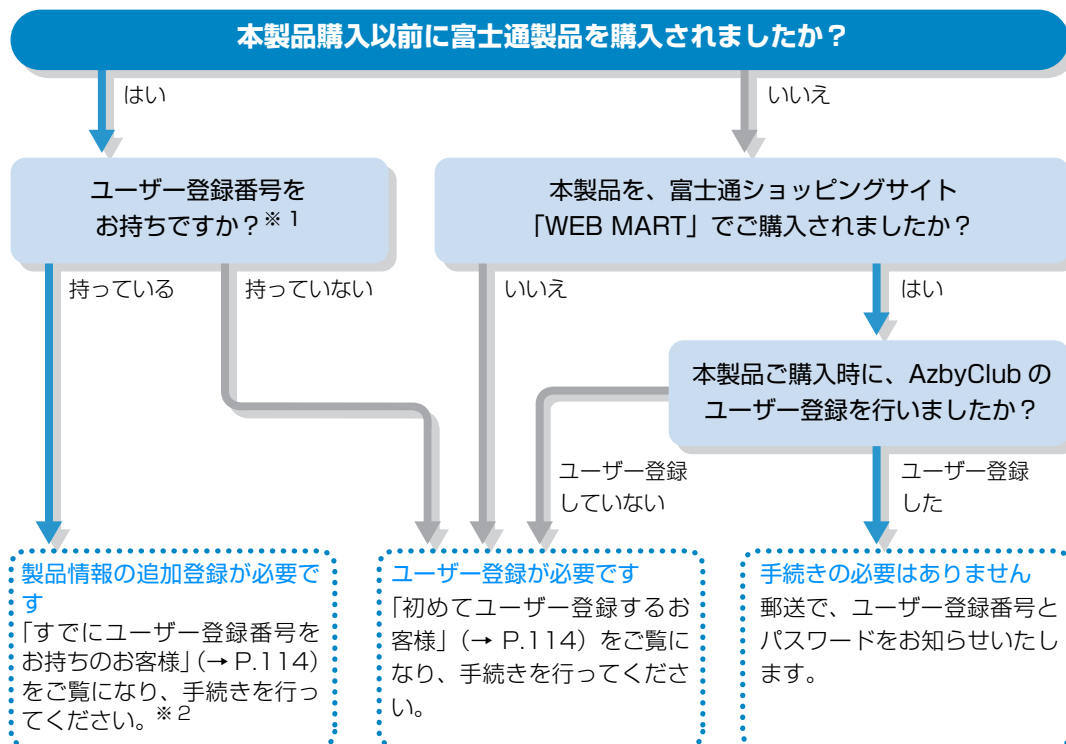 本製品購入以前に富士通製品を購入されましたか？
はい
いいえ
ユーザー登録番号を
お持ちですか？※1
本製品を、富士通ショッピングサイト
「WEB MART」でご購入されましたか？
持っている
持っていない
いいえ
はい
本製品ご購入時に、AzbyClub の
ユーザー登録を行いましたか？
ユーザー登録
していない
ユーザー登録
した
製品情報の追加登録が必要で
す
「すでにユーザー登録番号を
お持ちのお客様」（→ P.114）
をご覧になり、手続きを行っ
てください。※2
ユーザー登録が必要です
「初めてユーザー登録するお
客様」（→ P.114）をご覧に
なり、手続きを行ってくださ
い。
手続きの必要はありません
郵送で、ユーザー登録番号と
パスワードをお知らせいたし
ます。